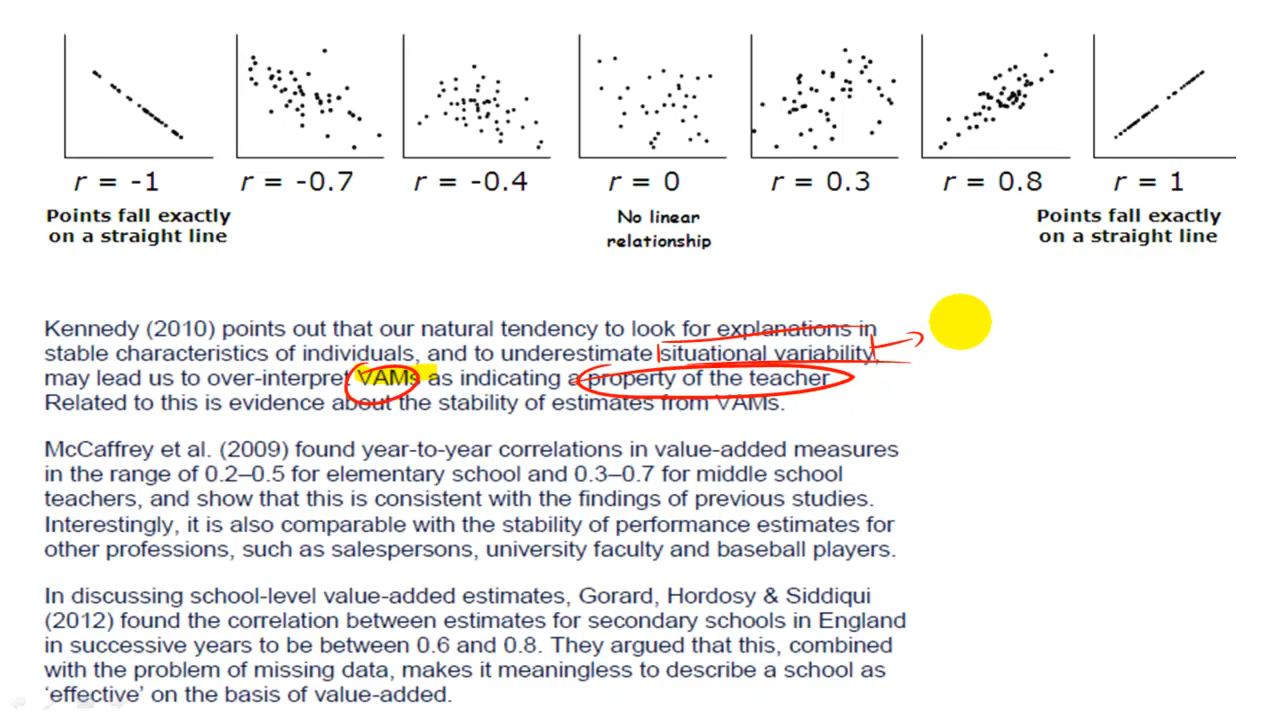 r = -1
r = -0.7
r = -0.4
r = 0
r = 0.3
r = 0.8
r = 1
Points fall exactly
on a straight line
No linear
relationship
Points fall exactly
on a straight line
Kennedy (2010) points out that our natural tendency to look for explanations in
stable characteristics of individuals, and to underestimate situational variability,
may lead us to over-interpret VAMs as indicating a property of the teacher.
Related to this is evidence about the stability of estimates from VAMs.
McCaffrey et al. (2009) found year-to-year correlations in value-added measures
in the range of 0.2–0.5 for elementary school and 0.3–0.7 for middle school
teachers, and show that this is consistent with the findings of previous studies.
Interestingly, it is also comparable with the stability of performance estimates for
other professions, such as salespersons, university faculty and baseball players.
In discussing school-level value-added estimates, Gorard, Hordosy & Siddiqui
(2012) found the correlation between estimates for secondary schools in England
in successive years to be between 0.6 and 0.8. They argued that this, combined
with the problem of missing data, makes it meaningless to describe a school as
‘effective’ on the basis of value-added.